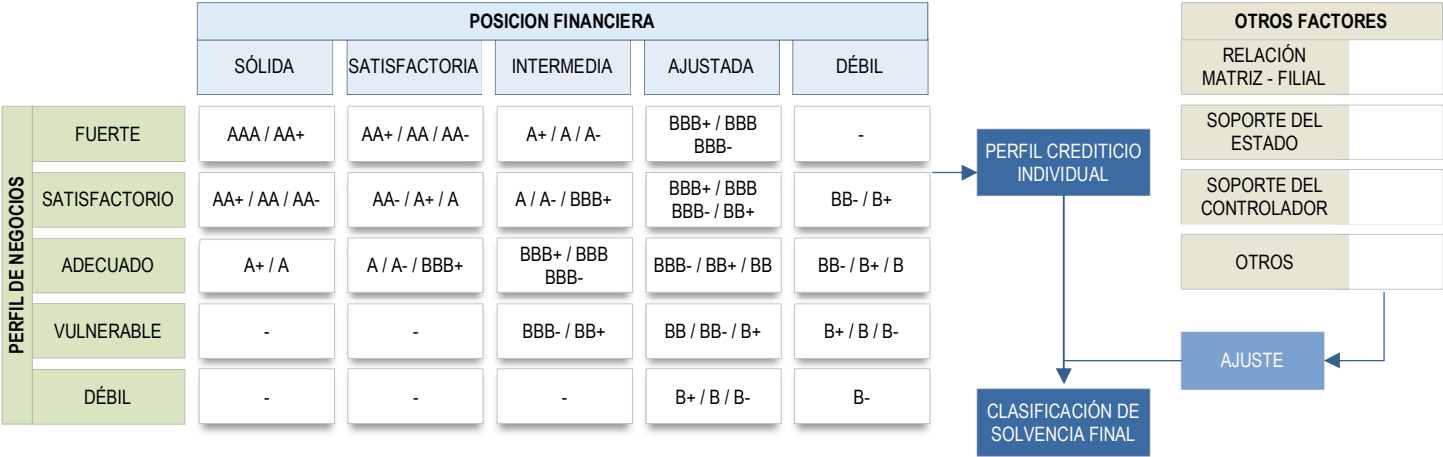 POSICION FINANCIERA
SÓLIDA
SATISFACTORIA
INTERMEDIA
AJUSTADA
DÉBIL
PERFIL DE NEGOCIOS
FUERTE
AAA / AA+
AA+ / AA / AA-
A+ / A / A-
BBB+ / BBB
BBB-
-
SATISFACTORIO
AA+ / AA / AA-
AA- / A+ / A
A / A- / BBB+
BBB+ / BBB
BBB- / BB+
BB- / B+
ADECUADO
A+ / A
A / A- / BBB+
BBB+ / BBB
BBB-
BBB- / BB+ / BB
BB- / B+ / B
VULNERABLE
-
-
BBB- / BB+
BB / BB- / B+
B+ / B / B-
DÉBIL
-
-
-
B+ / B / B-
B-
PERFIL CREDITICIO
INDIVIDUAL
CLASIFICACIÓN DE
SOLVENCIA FINAL
OTROS FACTORES
RELACIÓN
MATRIZ - FILIAL
SOPORTE DEL
ESTADO
SOPORTE DEL
CONTROLADOR
OTROS
AJUSTE